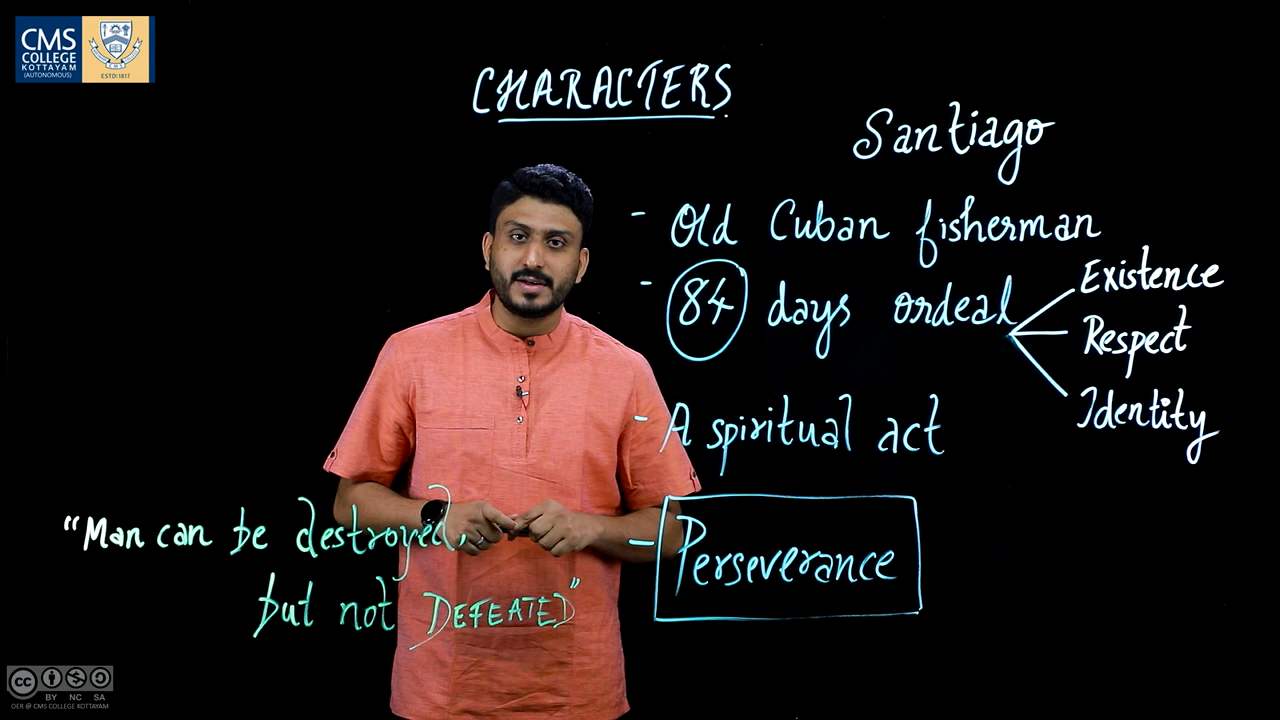 CMS
COLLEGE
KOTTAYAM
(AUTONOMOUS)
ESTD:1817
CHARACTERS
Santiago
- Old Cuban fisherman
- 84 days ordeal
Existence
Respect
Identity
- A spiritual act
- Perseverance
"Man can be destroyed,
but not DEFEATED"
CC BY NC SA
OER @ CMS COLLEGE KOTTAYAM